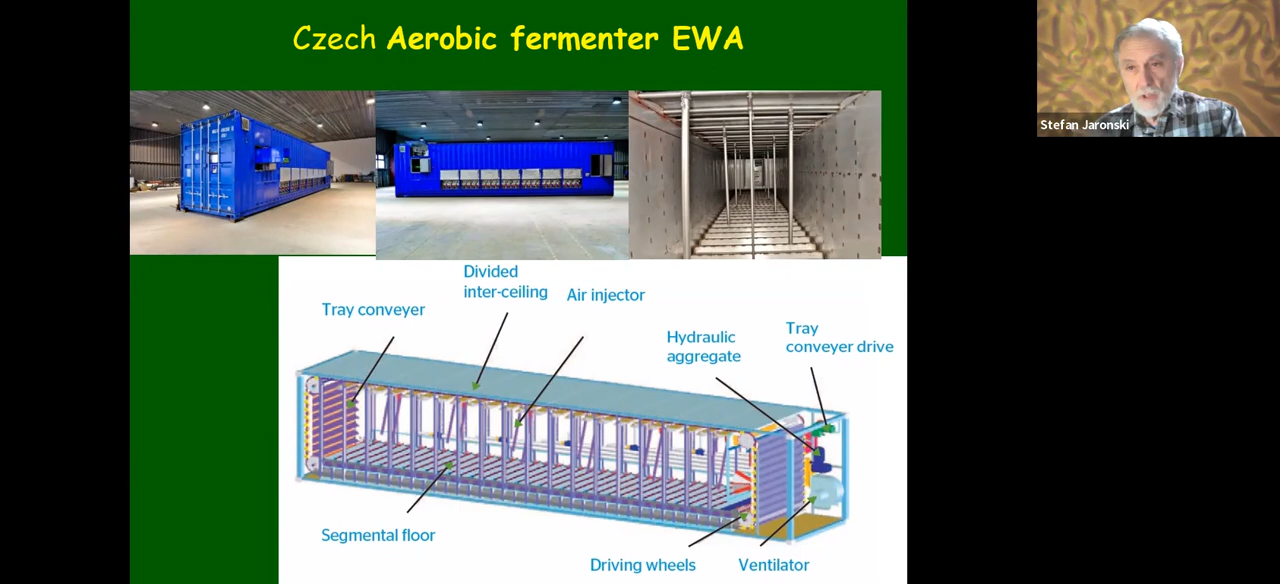 Czech Aerobic fermenter EWA
Stefan Jaronski
Divided
inter-ceiling
Air injector
Tray conveyer
Hydraulic
aggregate
Tray
conveyer drive
Segmental floor
Driving wheels
Ventilator